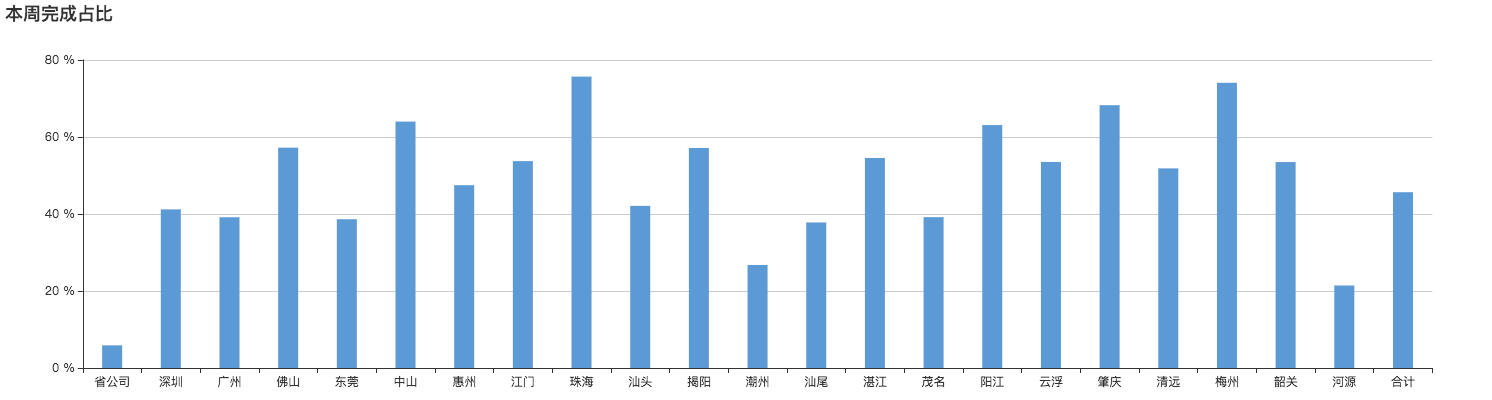 本周完成占比
80 %
60 %
40 %
20 %
0 %
省公司 深圳 广州 佛山 东莞 中山 惠州 江门 珠海 汕头 揭阳 潮州 汕尾 湛江 茂名 阳江 云浮 肇庆 清远 梅州 韶关 河源 合计